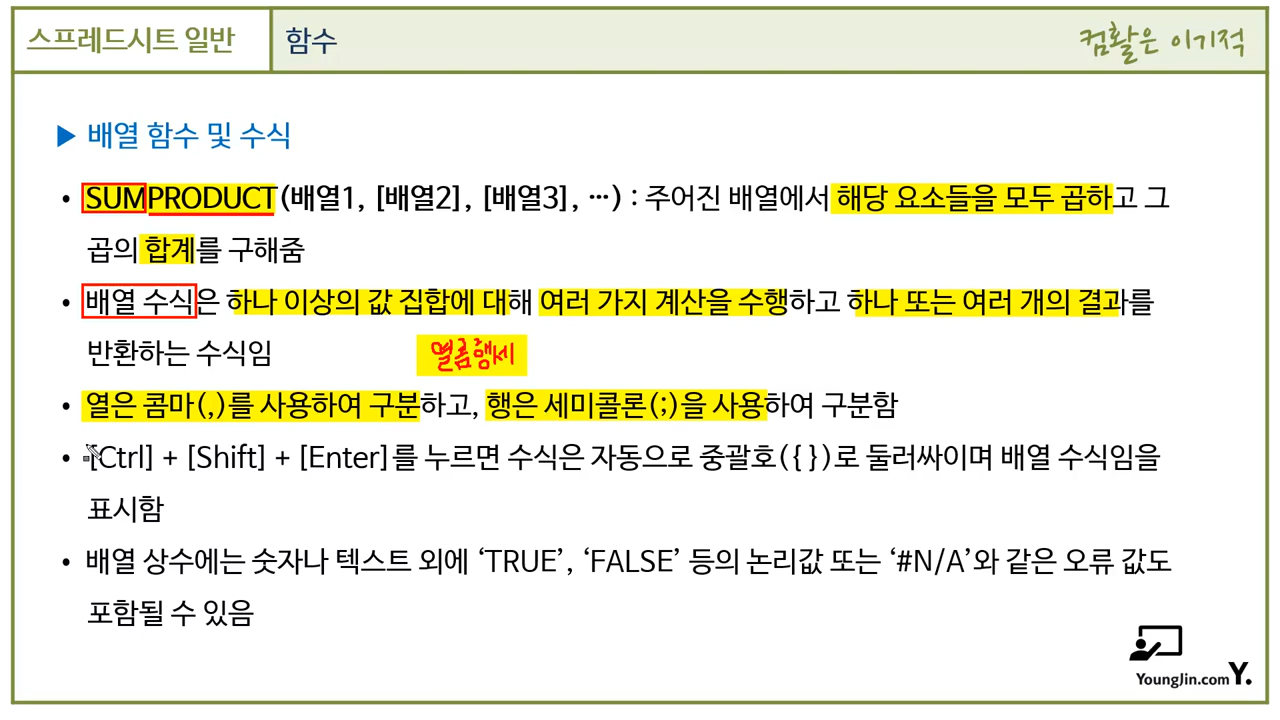 스프레드시트 일반
함수
컴활은 이기적
▶ 배열 함수 및 수식
• SUMPRODUCT(배열1, [배열2], [배열3], …) : 주어진 배열에서 해당 요소들을 모두 곱하고 그
곱의 합계를 구해줌
• 배열 수식은 하나 이상의 값 집합에 대해 여러 가지 계산을 수행하고 하나 또는 여러 개의 결과를
반환하는 수식임
열콤행세
• 열은 콤마(,)를 사용하여 구분하고, 행은 세미콜론(;)을 사용하여 구분함
• [Ctrl] + [Shift] + [Enter]를 누르면 수식은 자동으로 중괄호({ })로 둘러싸이며 배열 수식임을
표시함
• 배열 상수에는 숫자나 텍스트 외에 ‘TRUE’, ‘FALSE’ 등의 논리값 또는 ‘#N/A’와 같은 오류 값도
포함될 수 있음
YoungJin.com Y.